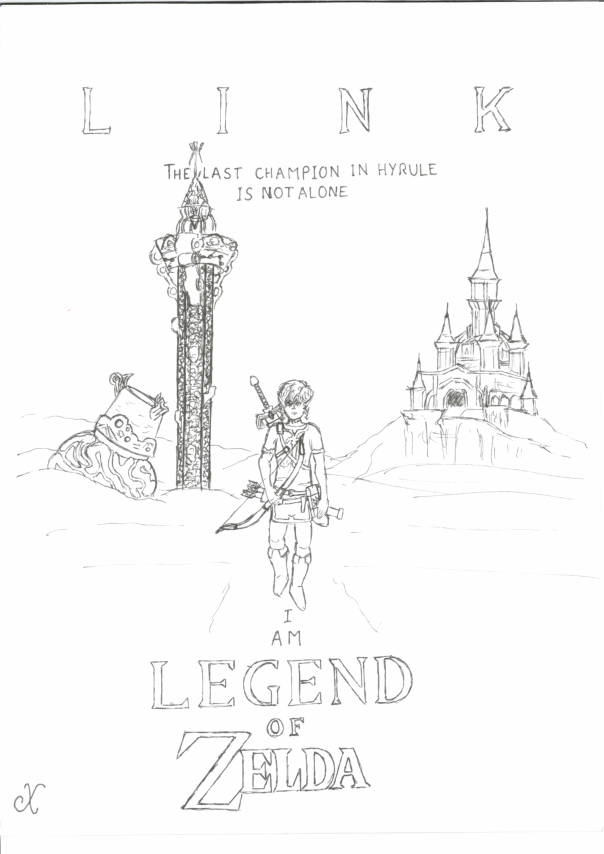 L I N K
THE LAST CHAMPION IN HYRULE
IS NOT ALONE
I
AM
LEGEND
OF
ZELDA